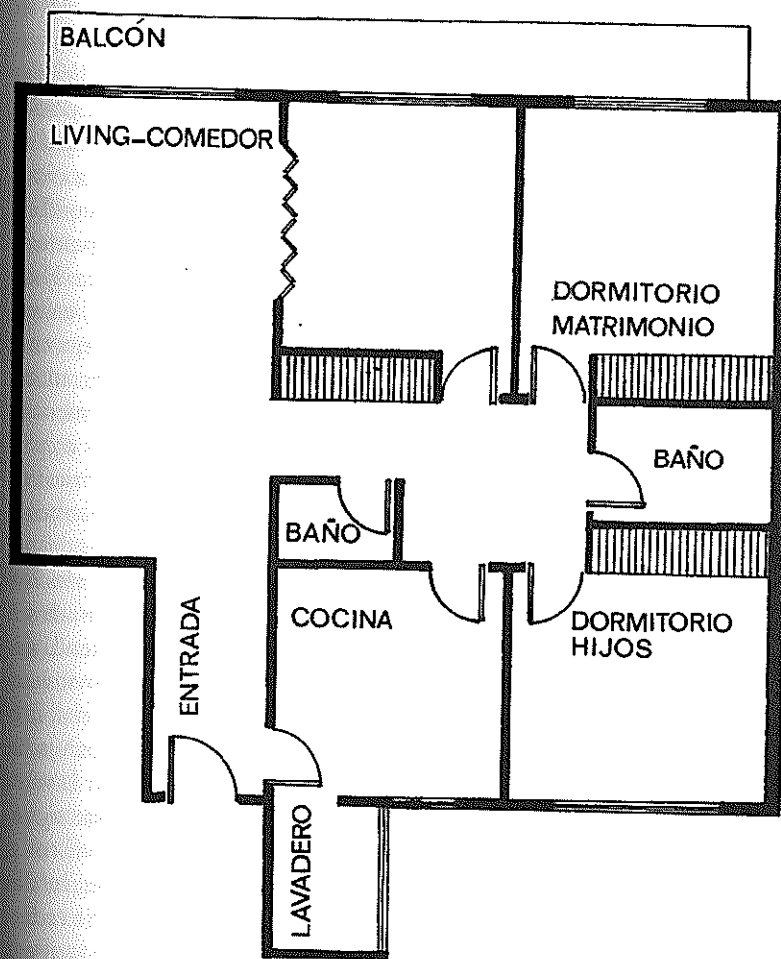 BALCÓN
LIVING-COMEDOR
DORMITORIO
MATRIMONIO
BAÑO
BAÑO
ENTRADA
COCINA
DORMITORIO
HIJOS
LAVADERO